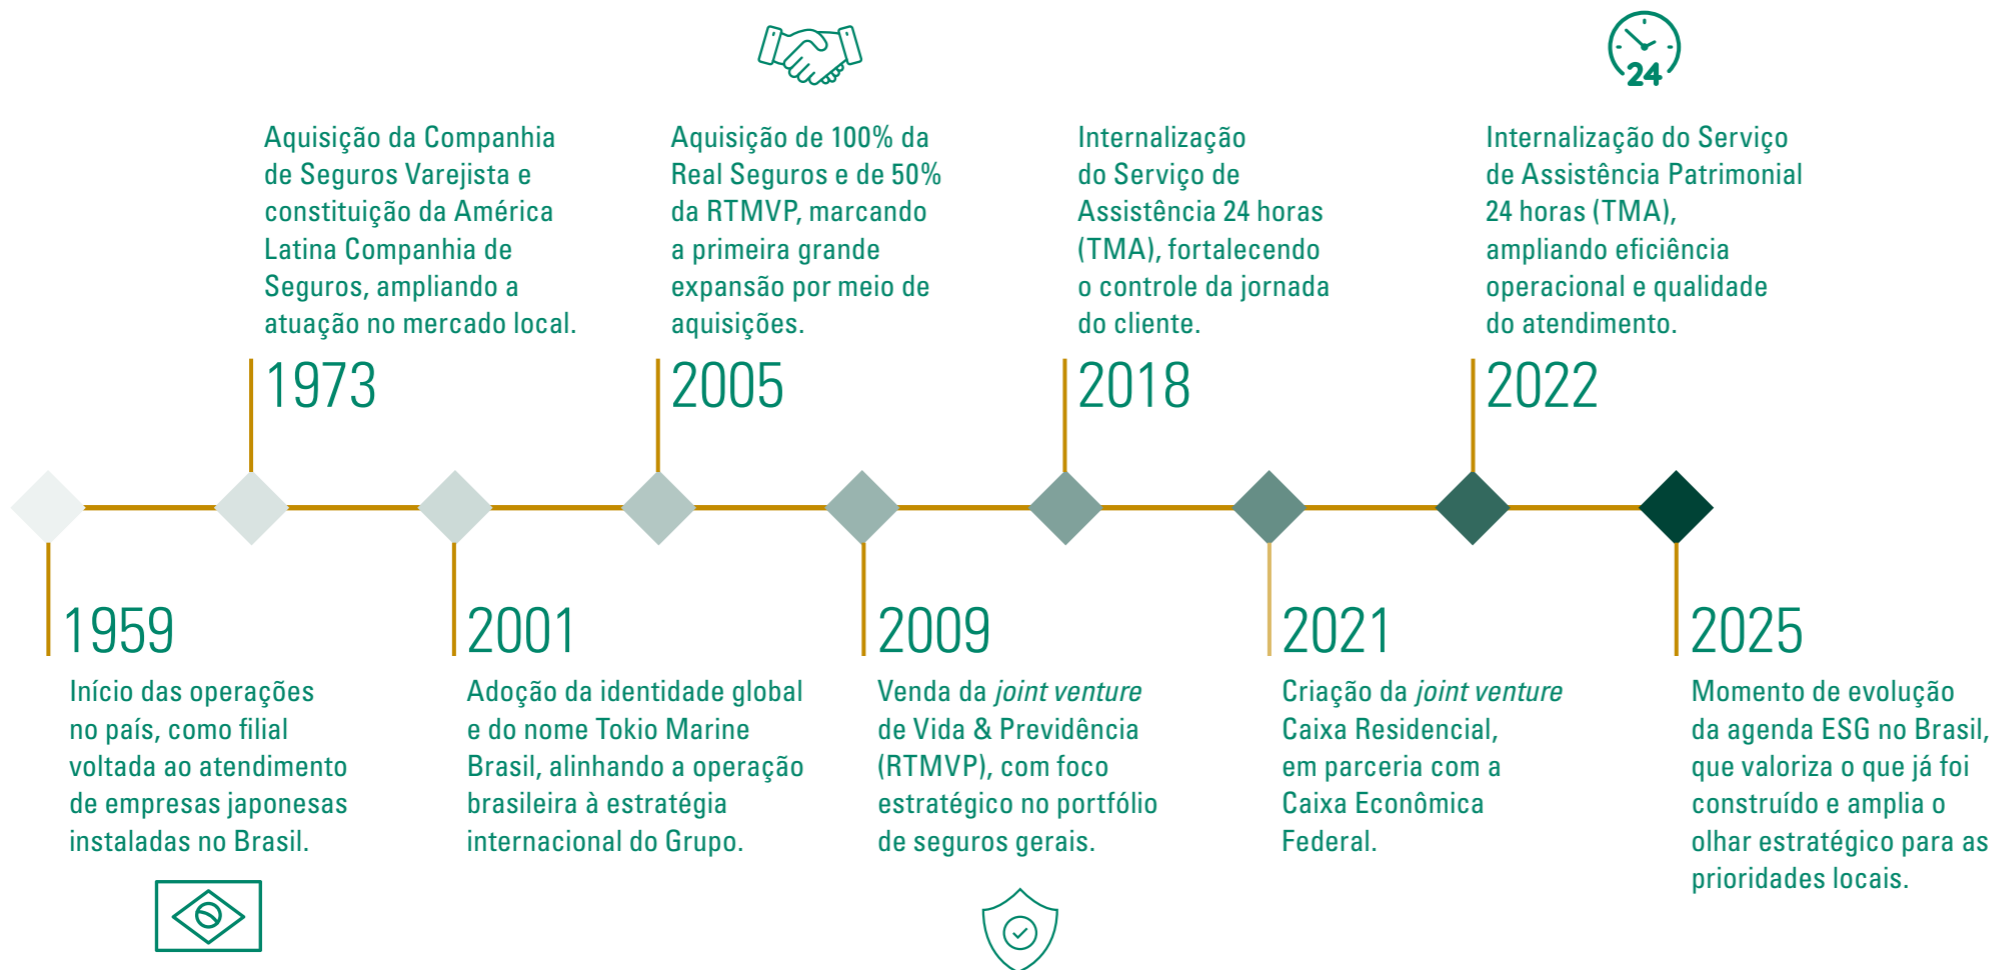 24
Aquisição da Companhia
de Seguros Varejista e
constituição da América
Latina Companhia de
Seguros, ampliando a
atuação no mercado local.
1973
Aquisição de 100% da
Real Seguros e de 50%
da RTMVP, marcando
a primeira grande
expansão por meio de
aquisições.
2005
Internalização
do Serviço de
Assistência 24 horas
(TMA), fortalecendo
o controle da jornada
do cliente.
2018
Internalização do Serviço
de Assistência Patrimonial
24 horas (TMA),
ampliando eficiência
operacional e qualidade
do atendimento.
2022
1959
Início das operações
no país, como filial
voltada ao atendimento
de empresas japonesas
instaladas no Brasil.
2001
Adoção da identidade global
e do nome Tokio Marine
Brasil, alinhando a operação
brasileira à estratégia
internacional do Grupo.
2009
Venda da joint venture
de Vida & Previdência
(RTMVP), com foco
estratégico no portfólio
de seguros gerais.
2021
Criação da joint venture
Caixa Residencial,
em parceria com a
Caixa Econômica
Federal.
2025
Momento de evolução
da agenda ESG no Brasil,
que valoriza o que já foi
construído e amplia o
olhar estratégico para as
prioridades locais.